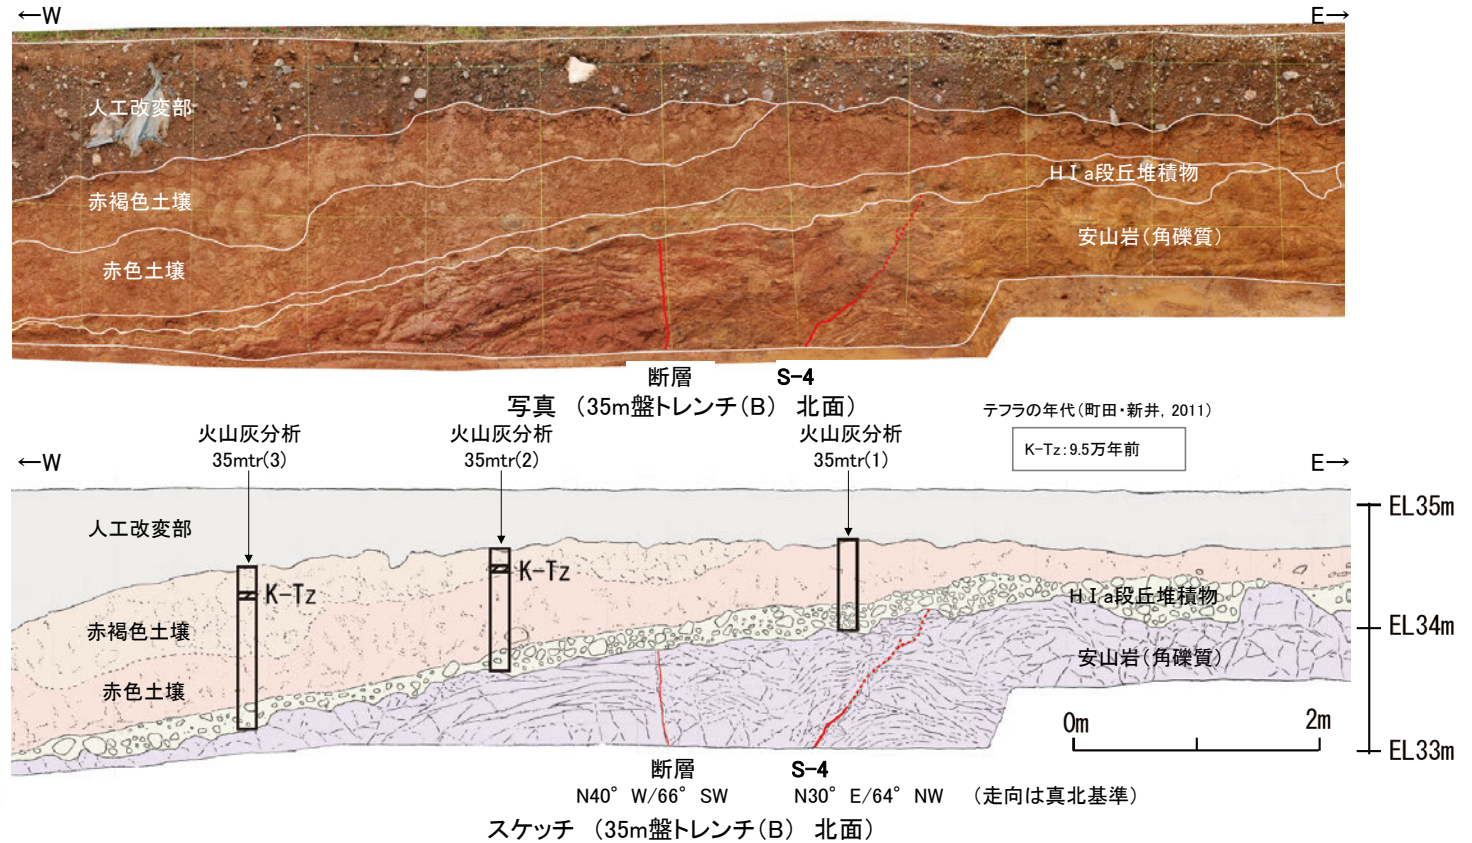 ←W
E→
人工改変部
赤褐色土壌
赤色土壌
HⅠa段丘堆積物
安山岩（角礫質）
断層
S-4
写真 （35m盤トレンチ（B） 北面）
テフラの年代（町田・新井, 2011）
K-Tz：9.5万年前
火山灰分析
35mtr(3)
火山灰分析
35mtr(2)
火山灰分析
35mtr(1)
←W
E→
人工改変部
K-Tz
K-Tz
赤褐色土壌
赤色土壌
HⅠa段丘堆積物
安山岩（角礫質）
EL35m
EL34m
EL33m
0m
2m
断層
N40° W/66° SW
S-4
N30° E/64° NW （走向は真北基準）
スケッチ （35m盤トレンチ（B） 北面）